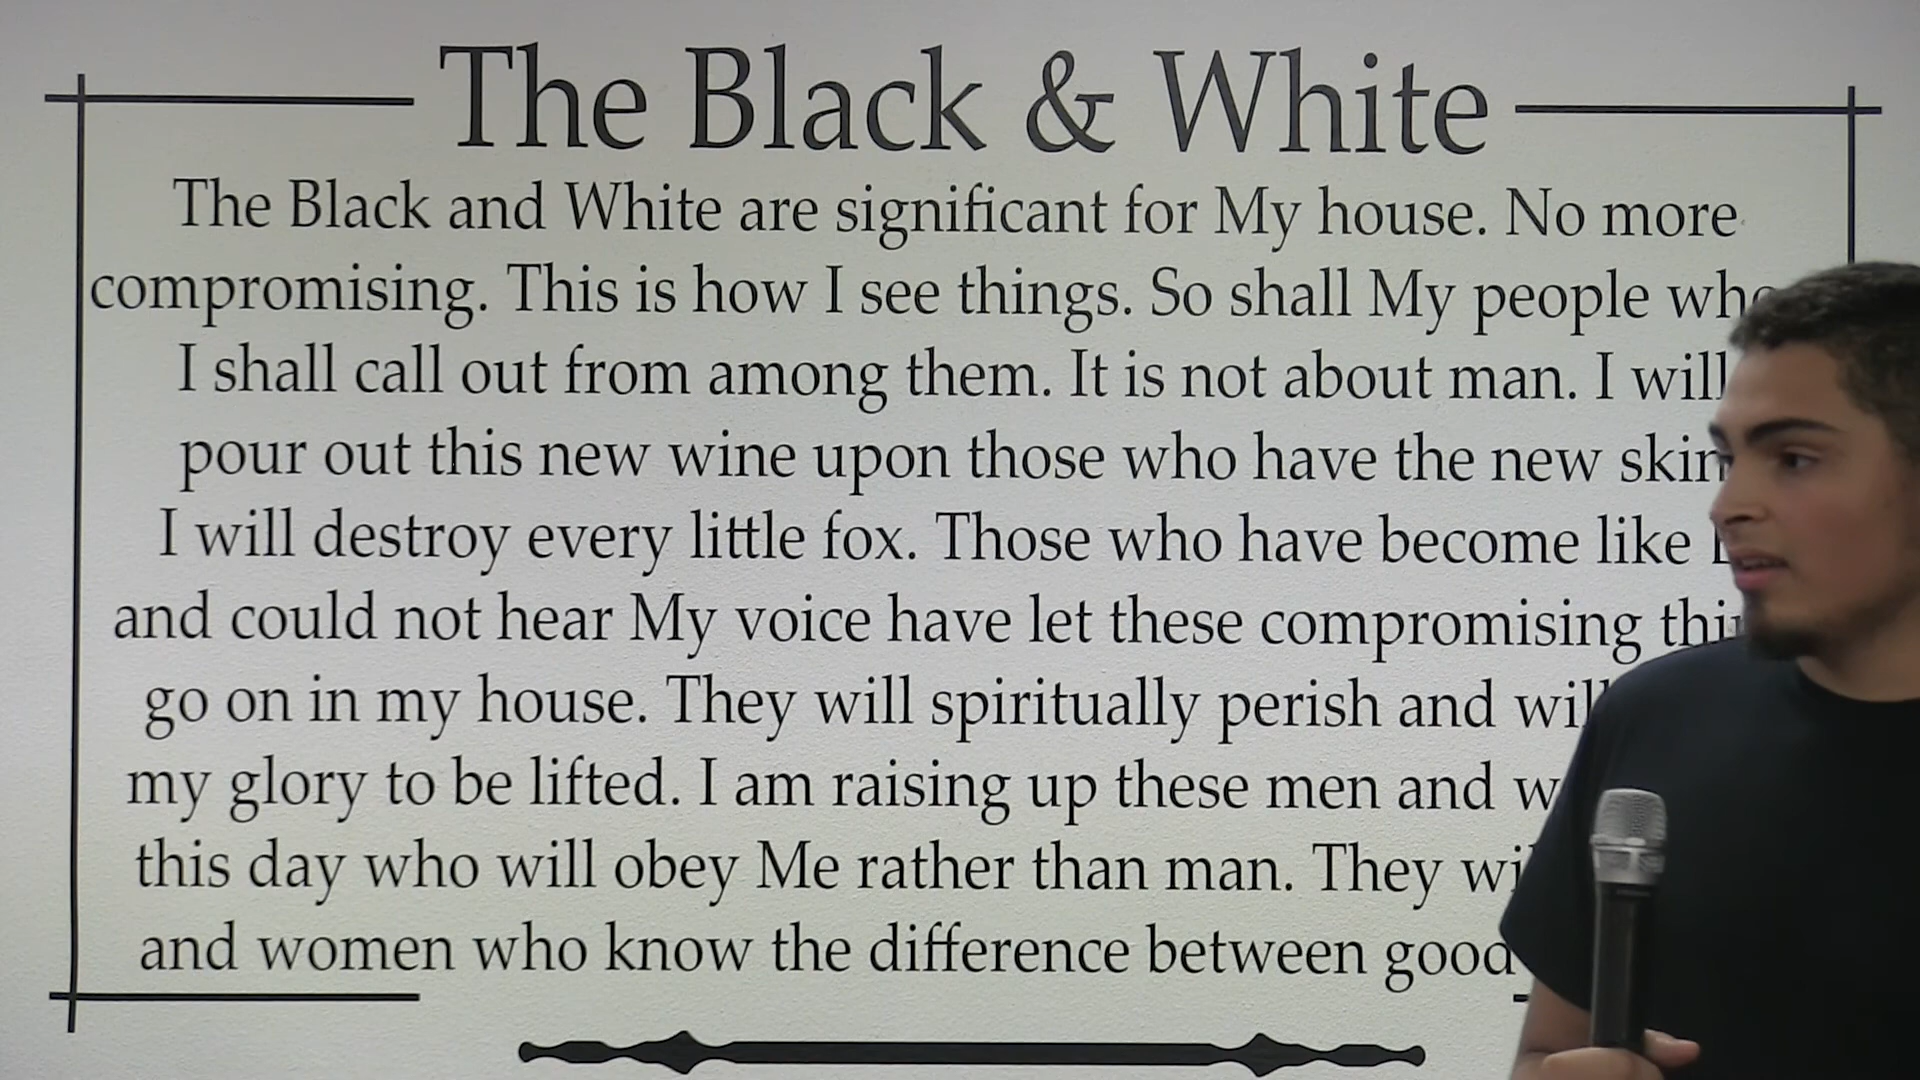 The Black & White
The Black and White are significant for My house. No more
compromising. This is how I see things. So shall My people
I shall call out from among them. It is not about man. I will
pour out this new wine upon those who have the new
I will destroy every little fox. Those who have become like
and could not hear My voice have let these compromising
go on in my house. They will spiritually perish and
my glory to be lifted. I am raising up these men and
this day who will obey Me rather than man. They
and women who know the difference between good